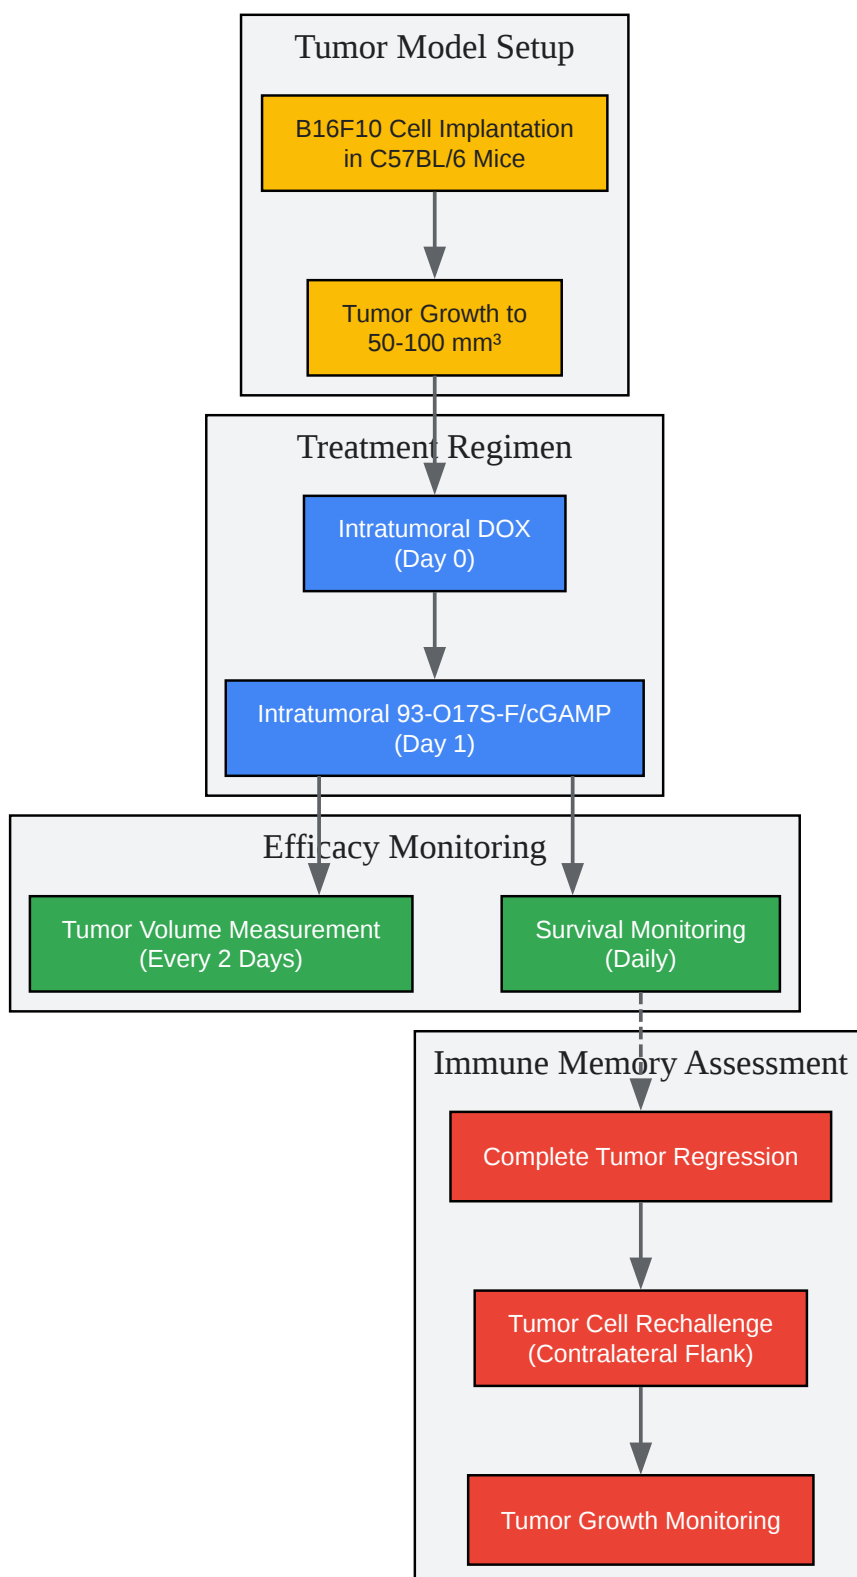 Tumor Model Setup
B16F10 Cell Implantation
in C57BL/6 Mice
Tumor Growth to
50-100 mm³
Treatment Regimen
Intratumoral DOX
(Day 0)
Intratumoral 93-O17S-F/cGAMP
(Day 1)
Efficacy Monitoring
Tumor Volume Measurement
(Every 2 Days)
Survival Monitoring
(Daily)
Immune Memory Assessment
Complete Tumor Regression
Tumor Cell Rechallenge
(Contralateral Flank)
Tumor Growth Monitoring